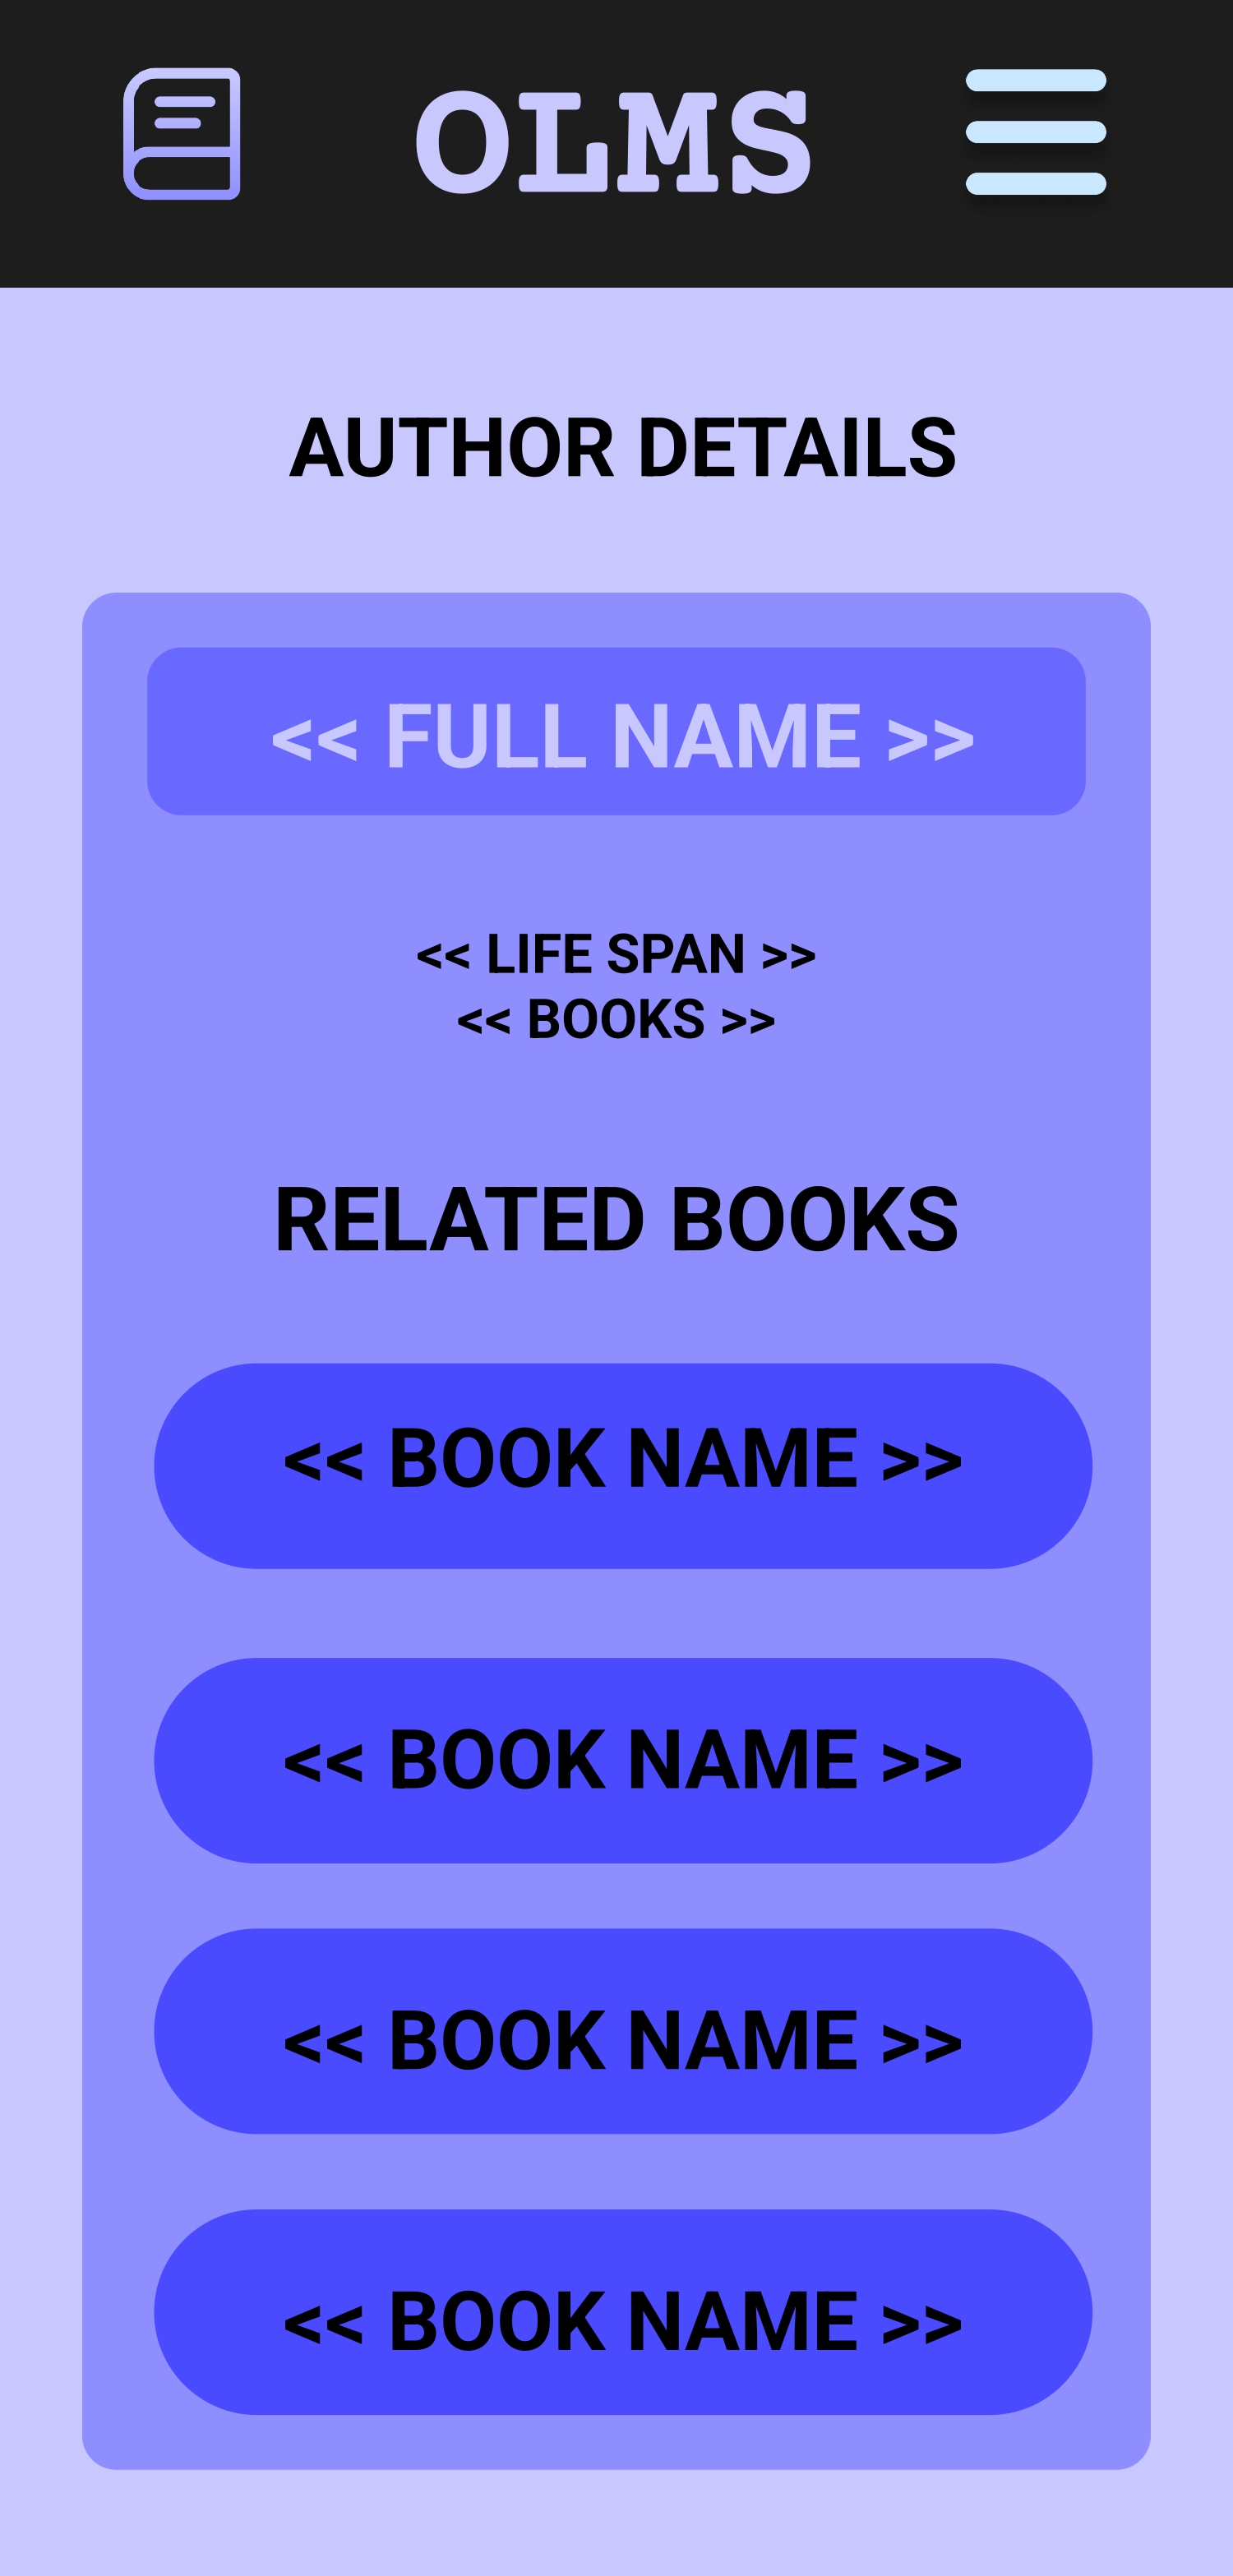 OLMS
AUTHOR DETAILS
<< FULL NAME >>
<< LIFE SPAN >>
<< BOOKS >>
RELATED BOOKS
<< BOOK NAME >>
<< BOOK NAME >>
<< BOOK NAME >>
<< BOOK NAME >>